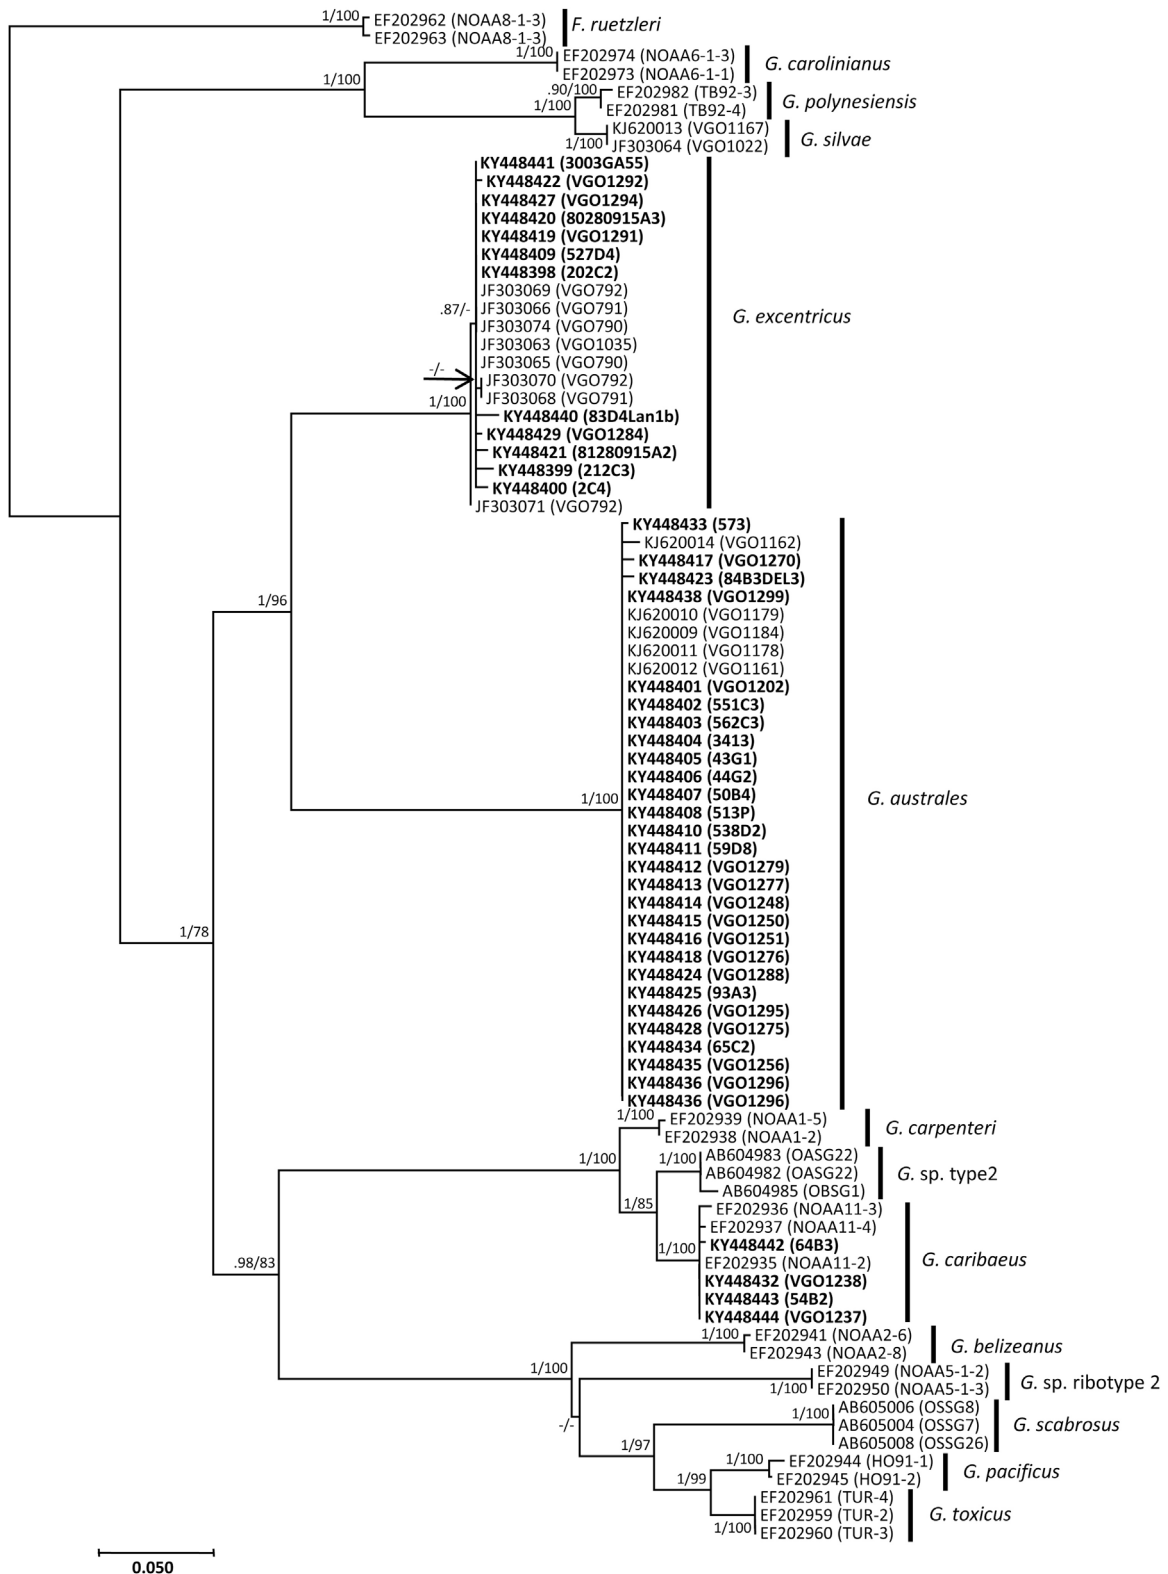 1/100
EF202962 (NOAA8-1-3)
EF202963 (NOAA8-1-3)
F. ruetzleri
1/100
1/100
EF202974 (NOAA6-1-3)
EF202973 (NOAA6-1-1)
G. carolinianus
1/100
.90/100
EF202982 (TB92-3)
EF202981 (TB92-4)
G. polynesiensis
1/100
KJ620013 (VGO1167)
JF303064 (VGO1022)
G. silvae
KY448441 (3003GA55)
KY448422 (VGO1292)
KY448427 (VGO1294)
KY448420 (80280915A3)
KY448419 (VGO1291)
KY448409 (527D4)
KY448398 (202C2)
JF303069 (VGO792)
.87/-
JF303066 (VGO791)
G. excentricus
JF303074 (VGO790)
JF303063 (VGO1035)
JF303065 (VGO790)
-/-
JF303070 (VGO792)
JF303068 (VGO791)
1/100
KY448440 (83D4Lan1b)
KY448429 (VGO1284)
KY448421 (81280915A2)
KY448399 (212C3)
KY448400 (2C4)
JF303071 (VGO792)
KY448433 (573)
KJ620014 (VGO1162)
KY448417 (VGO1270)
KY448423 (84B3DEL3)
1/96
KY448438 (VGO1299)
KJ620010 (VGO1179)
KJ620009 (VGO1184)
KJ620011 (VGO1178)
KJ620012 (VGO1161)
KY448401 (VGO1202)
KY448402 (551C3)
KY448403 (562C3)
KY448404 (3413)
KY448405 (43G1)
KY448406 (44G2)
1/100
KY448407 (50B4)
G. australes
KY448408 (513P)
KY448410 (538D2)
KY448411 (59D8)
KY448412 (VGO1279)
KY448413 (VGO1277)
KY448414 (VGO1248)
KY448415 (VGO1250)
1/78
KY448416 (VGO1251)
KY448418 (VGO1276)
KY448424 (VGO1288)
KY448425 (93A3)
KY448426 (VGO1295)
KY448428 (VGO1275)
KY448434 (65C2)
KY448435 (VGO1256)
KY448436 (VGO1296)
KY448436 (VGO1296)
1/100
EF202939 (NOAA1-5)
EF202938 (NOAA1-2)
G. carpenteri
1/100
1/100
AB604983 (OASG22)
AB604982 (OASG22)
G. sp. type2
AB604985 (OBSG1)
1/85
EF202936 (NOAA11-3)
EF202937 (NOAA11-4)
1/100
KY448442 (64B3)
.98/83
EF202935 (NOAA11-2)
G. caribaeus
KY448432 (VGO1238)
KY448443 (54B2)
KY448444 (VGO1237)
1/100
EF202941 (NOAA2-6)
EF202943 (NOAA2-8)
G. belizeanus
1/100
EF202949 (NOAA5-1-2)
1/100
EF202950 (NOAA5-1-3)
G. sp. ribotype 2
-/-
1/100
AB605006 (OSSG8)
AB605004 (OSSG7)
AB605008 (OSSG26)
G. scabrosus
1/97
1/100
EF202944 (HO91-1)
EF202945 (HO91-2)
G. pacificus
1/99
EF202961 (TUR-4)
EF202959 (TUR-2)
1/100
EF202960 (TUR-3)
G. toxicus
0.050